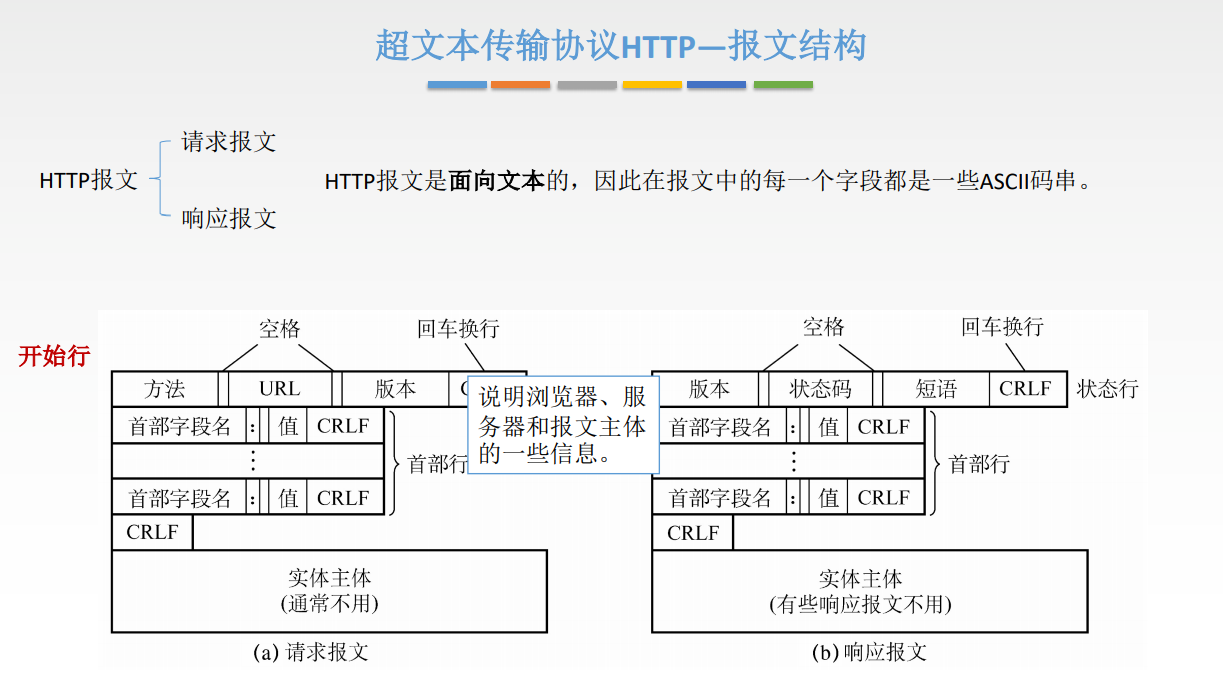 超文本传输协议HTTP—报文结构
请求报文
HTTP报文
HTTP报文是面向文本的，因此在报文中的每一个字段都是一些ASCII码串。
响应报文
开始行
空格 回车换行
方法 URL 版本
首部字段名 : 值 CRLF
⋮
首部字段名 : 值 CRLF
首部行
CRLF
实体主体
(通常不用)
(a) 请求报文
说明浏览器、服
务器和报文主体
的一些信息。
空格 回车换行
版本 状态码 短语 CRLF 状态行
首部字段名 : 值 CRLF
⋮
首部字段名 : 值 CRLF
首部行
CRLF
实体主体
(有些响应报文不用)
(b) 响应报文